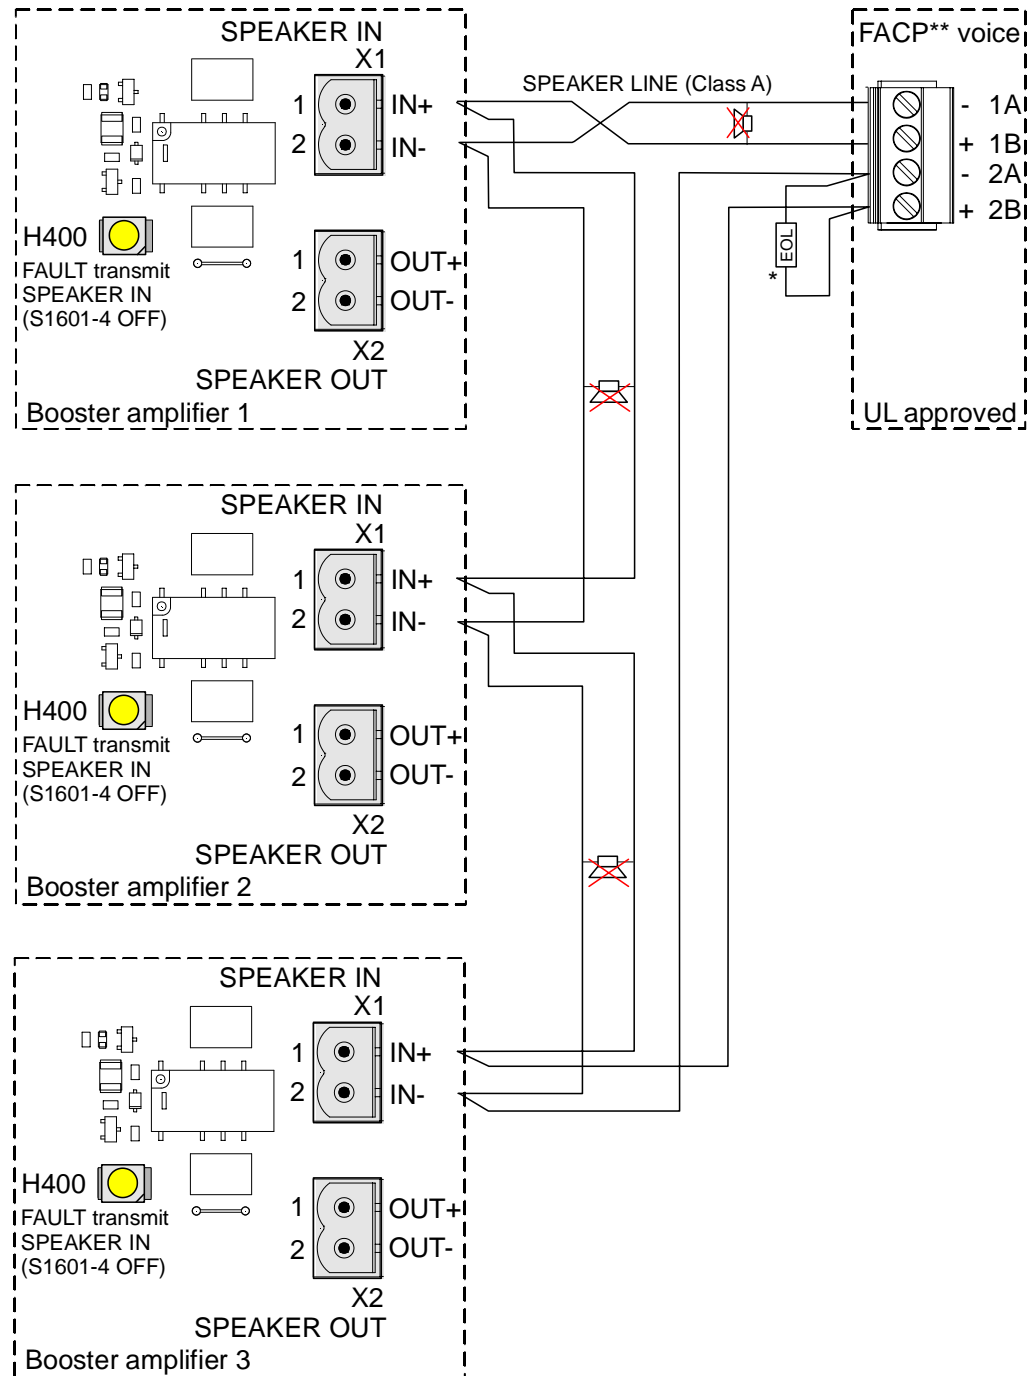 SPEAKER IN
X1
1 IN+
2 IN-
H400
FAULT transmit
SPEAKER IN
(S1601-4 OFF)
1 OUT+
2 OUT-
X2
SPEAKER OUT
Booster amplifier 1
SPEAKER LINE (Class A)
FACP** voice
- 1A
+ 1B
- 2A
+ 2B
EOL
*
UL approved
SPEAKER IN
X1
1 IN+
2 IN-
H400
FAULT transmit
SPEAKER IN
(S1601-4 OFF)
1 OUT+
2 OUT-
X2
SPEAKER OUT
Booster amplifier 2
SPEAKER IN
X1
1 IN+
2 IN-
H400
FAULT transmit
SPEAKER IN
(S1601-4 OFF)
1 OUT+
2 OUT-
X2
SPEAKER OUT
Booster amplifier 3